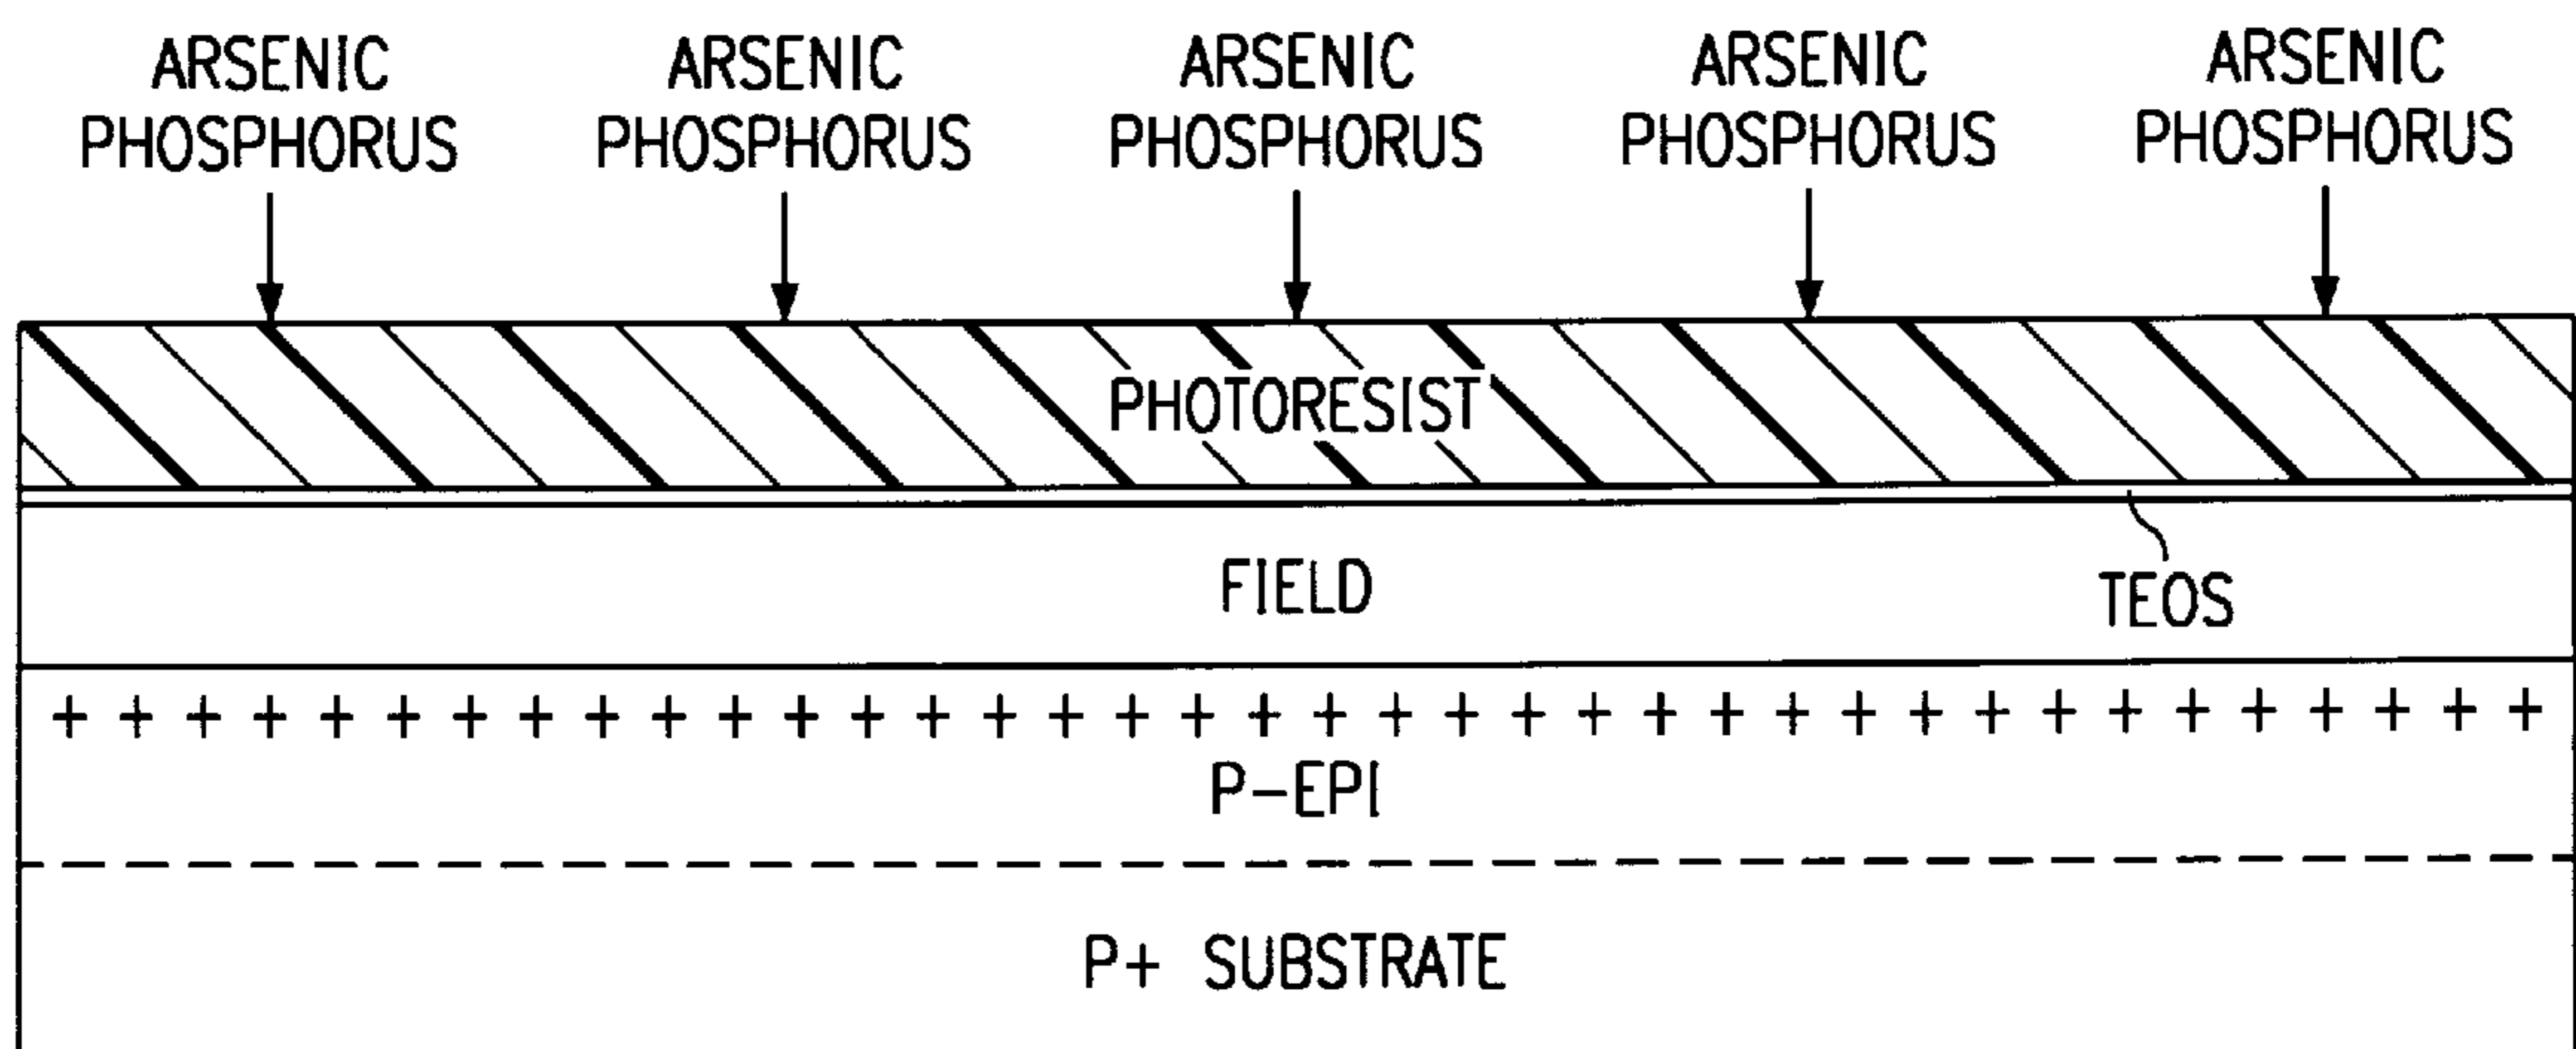 ARSENIC PHOSPHORUS
ARSENIC PHOSPHORUS
ARSENIC PHOSPHORUS
ARSENIC PHOSPHORUS
ARSENIC PHOSPHORUS
PHOTORESIST
FIELD
TEOS
+ + + + + + + + + + + + + + + + + + + + + + + + + + + + + + + + + + + + + +
P-EPI
P+ SUBSTRATE